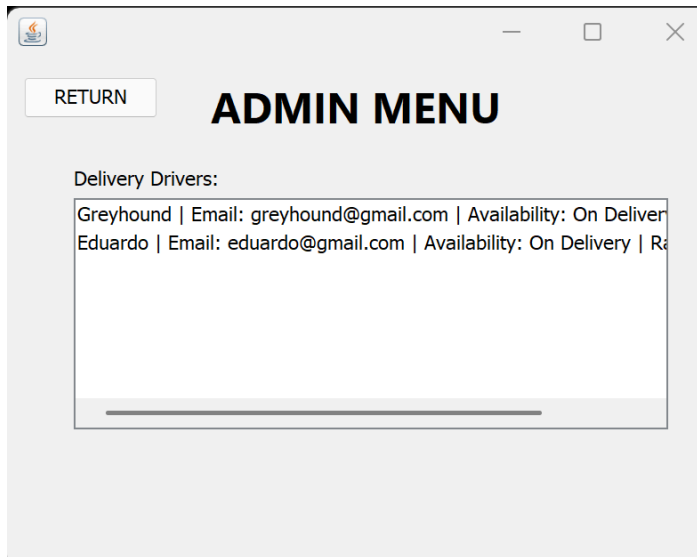 RETURN
ADMIN MENU
Delivery Drivers:
Greyhound | Email: greyhound@gmail.com | Availability: On Deliver
Eduardo | Email: eduardo@gmail.com | Availability: On Delivery | Ra